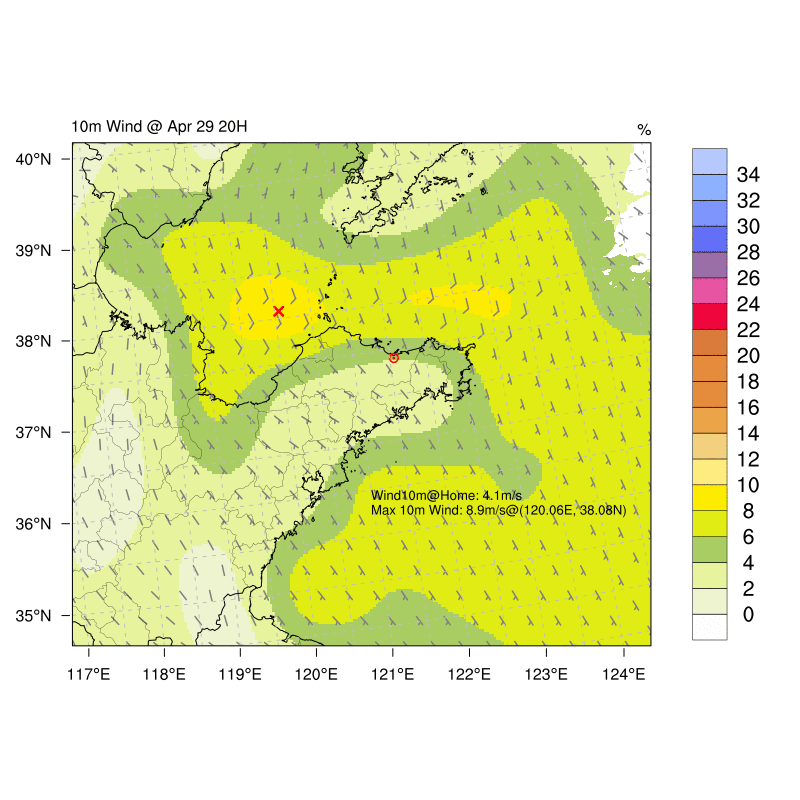 10m Wind @ Apr 29 20H
%
40°N
39°N
38°N
37°N
36°N
35°N
117°E 118°E 119°E 120°E 121°E 122°E 123°E 124°E
Wind10m@Home: 4.1m/s
Max 10m Wind: 8.9m/s@(120.06E, 38.08N)
34
32
30
28
26
24
22
20
18
16
14
12
10
8
6
4
2
0